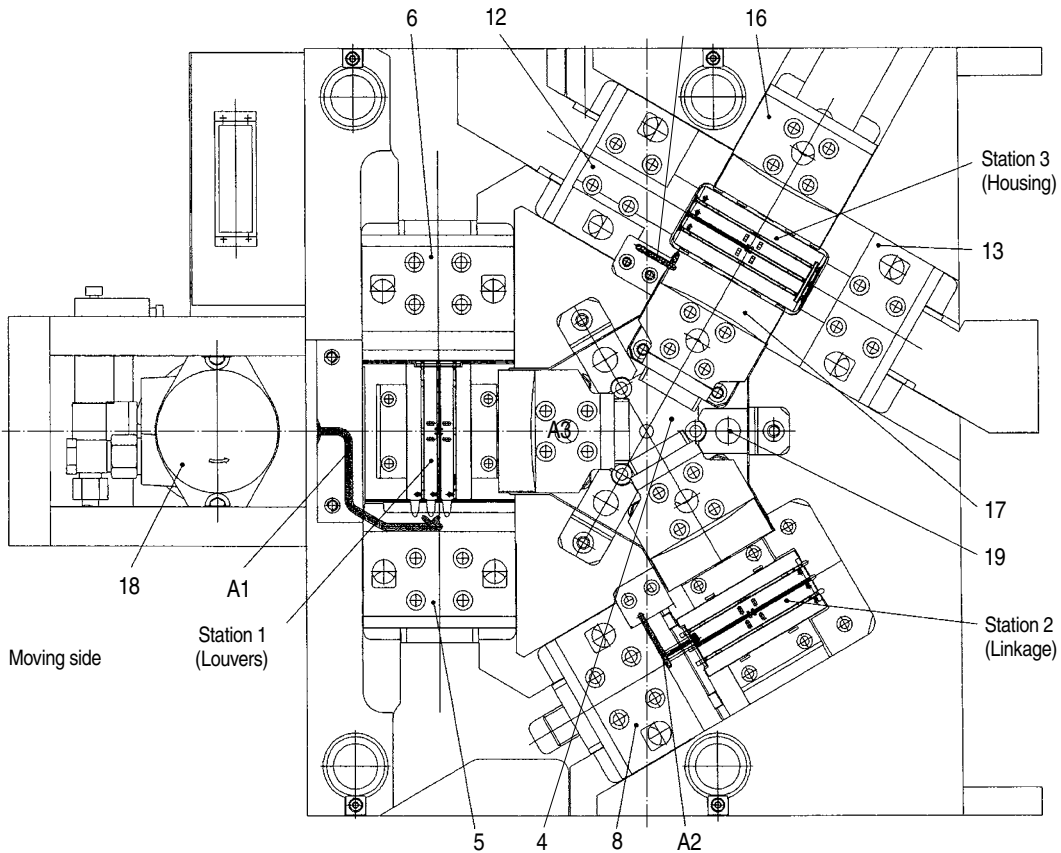 6
12
16
Station 3
(Housing)
13
A3
17
19
18
A1
Station 1
(Louvers)
Station 2
(Linkage)
Moving side
5
4
8
A2